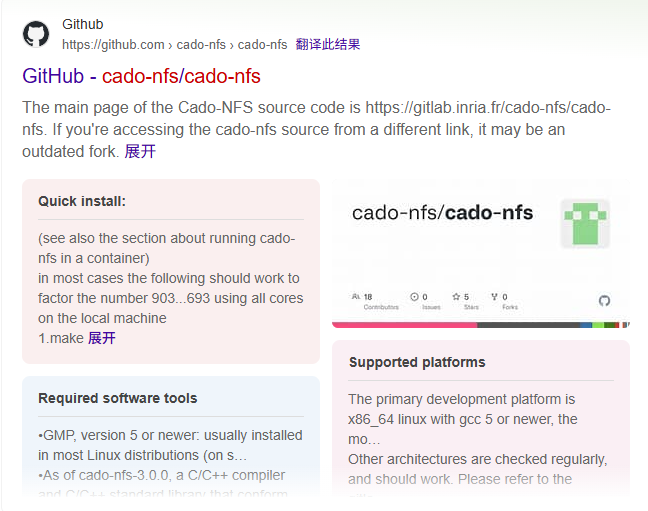 Github
https://github.com › cado-nfs › cado-nfs 翻译此结果
GitHub - cado-nfs/cado-nfs
The main page of the Cado-NFS source code is https://gitlab.inria.fr/cado-nfs/cado-
nfs. If you're accessing the cado-nfs source from a different link, it may be an
outdated fork. 展开
Quick install:
(see also the section about running cado-
nfs in a container)
in most cases the following should work to
factor the number 903...693 using all cores
on the local machine
1.make 展开
Required software tools
•GMP, version 5 or newer: usually installed
in most Linux distributions (on s…
•As of cado-nfs-3.0.0, a C/C++ compiler
and C/C++ standard library that conform
cado-nfs/cado-nfs
18
Contributors
0
Issues
5
Stars
0
Forks
Supported platforms
The primary development platform is
x86_64 linux with gcc 5 or newer, the
mo…
Other architectures are checked regularly,
and should work. Please refer to the